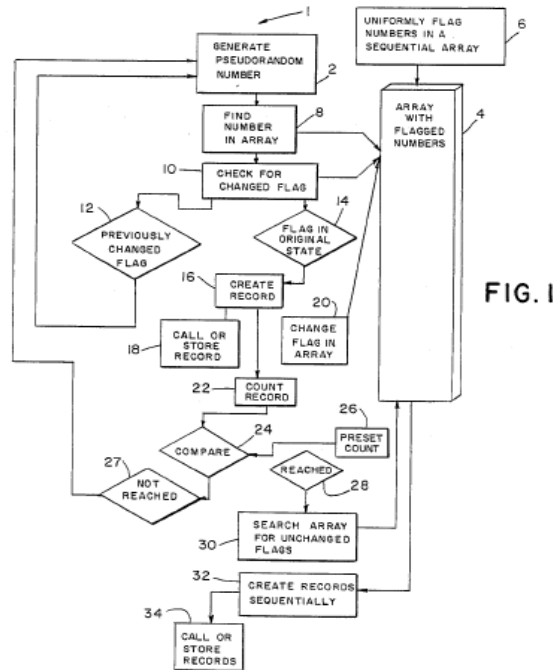 1
GENERATE
PSEUDORANDOM
NUMBER
2
UNIFORMLY FLAG
NUMBERS IN A
SEQUENTIAL ARRAY
6
FIND
NUMBER
IN ARRAY
8
ARRAY
WITH
FLAGGED
NUMBERS
4
10
CHECK FOR
CHANGED FLAG
12
PREVIOUSLY
CHANGED
FLAG
14
FLAG IN
ORIGINAL
STATE
16
CREATE
RECORD
18
CALL OR
STORE
RECORD
20
CHANGE
FLAG IN
ARRAY
FIG. 1
22
COUNT
RECORD
24
COMPARE
26
PRESET
COUNT
27
NOT
REACHED
REACHED
28
30
SEARCH ARRAY
FOR UNCHANGED
FLAGS
32
CREATE RECORDS
SEQUENTIALLY
34
CALL OR
STORE
RECORDS